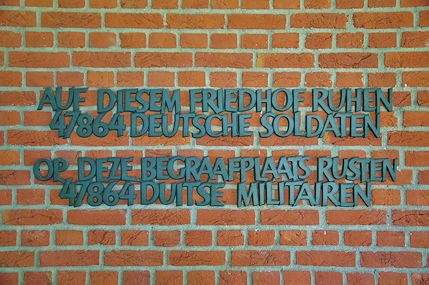 AUF DIESEM FRIEDHOF RUHEN
47864 DEUTSCHE SOLDATEN
OP DEZE BEGRAAFPLAATS RUSTEN
47864 DUITSE MILITAIREN